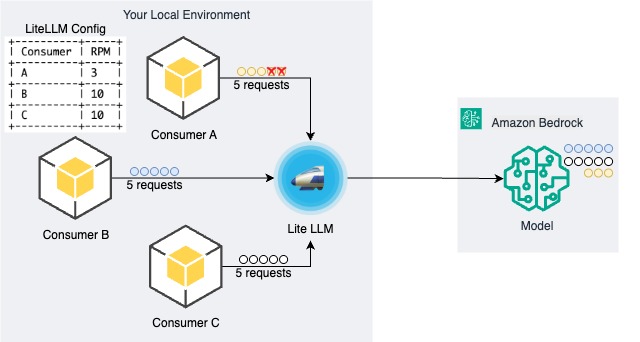 Your Local Environment
LiteLLM Config
+----------+-----+
| Consumer | RPM |
+----------+-----+
| A | 3 |
+----------+-----+
| B | 10 |
+----------+-----+
| C | 10 |
+----------+-----+
5 requests
Consumer A
5 requests
Consumer B
Lite LLM
5 requests
Consumer C
Amazon Bedrock
Model